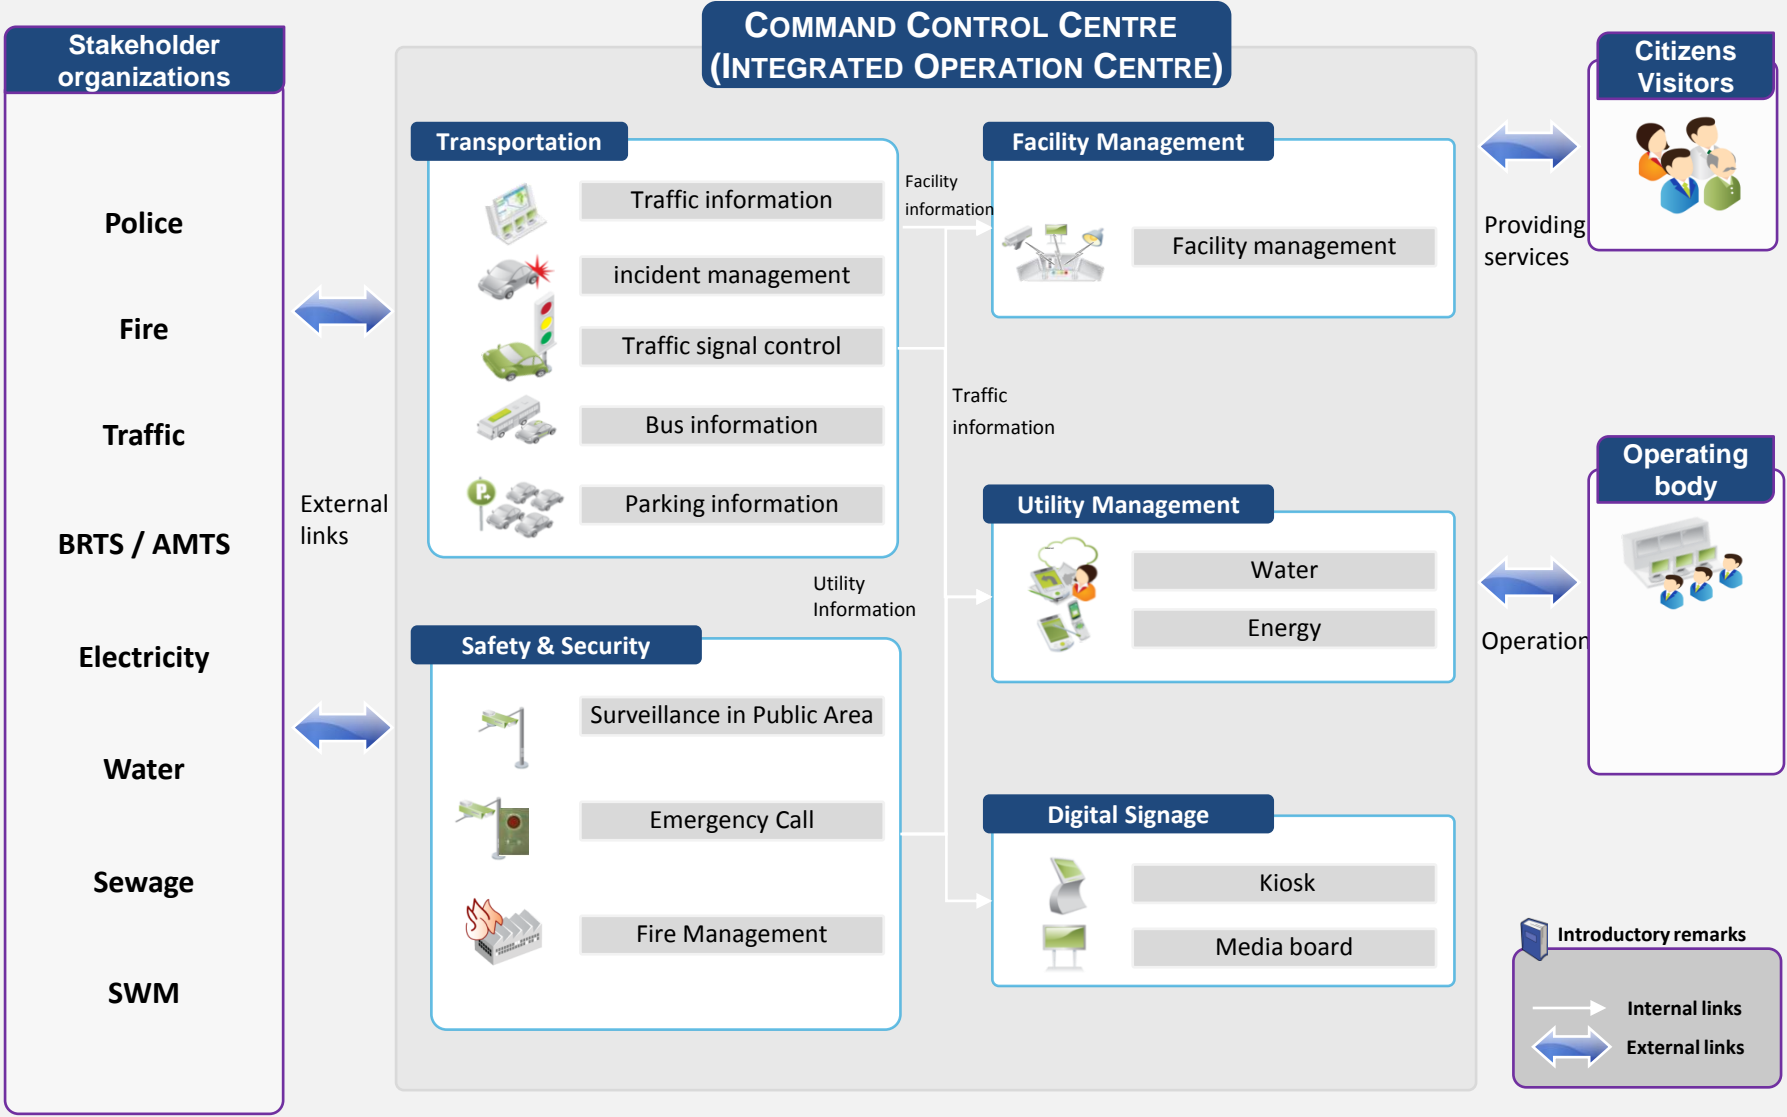 COMMAND CONTROL CENTRE
(INTEGRATED OPERATION CENTRE)
Stakeholder
organizations
Police
Fire
Traffic
BRTS / AMTS
Electricity
Water
Sewage
SWM
External
links
Transportation
Traffic information
incident management
Traffic signal control
Bus information
P.
Parking information
Safety & Security
Surveillance in Public Area
Emergency Call
Fire Management
Facility
information
Traffic
information
Utility
Information
Facility Management
Facility management
Utility Management
Water
Energy
Digital Signage
Kiosk
Media board
Citizens
Visitors
Providing
services
Operating
body
Operation
Introductory remarks
Internal links
External links